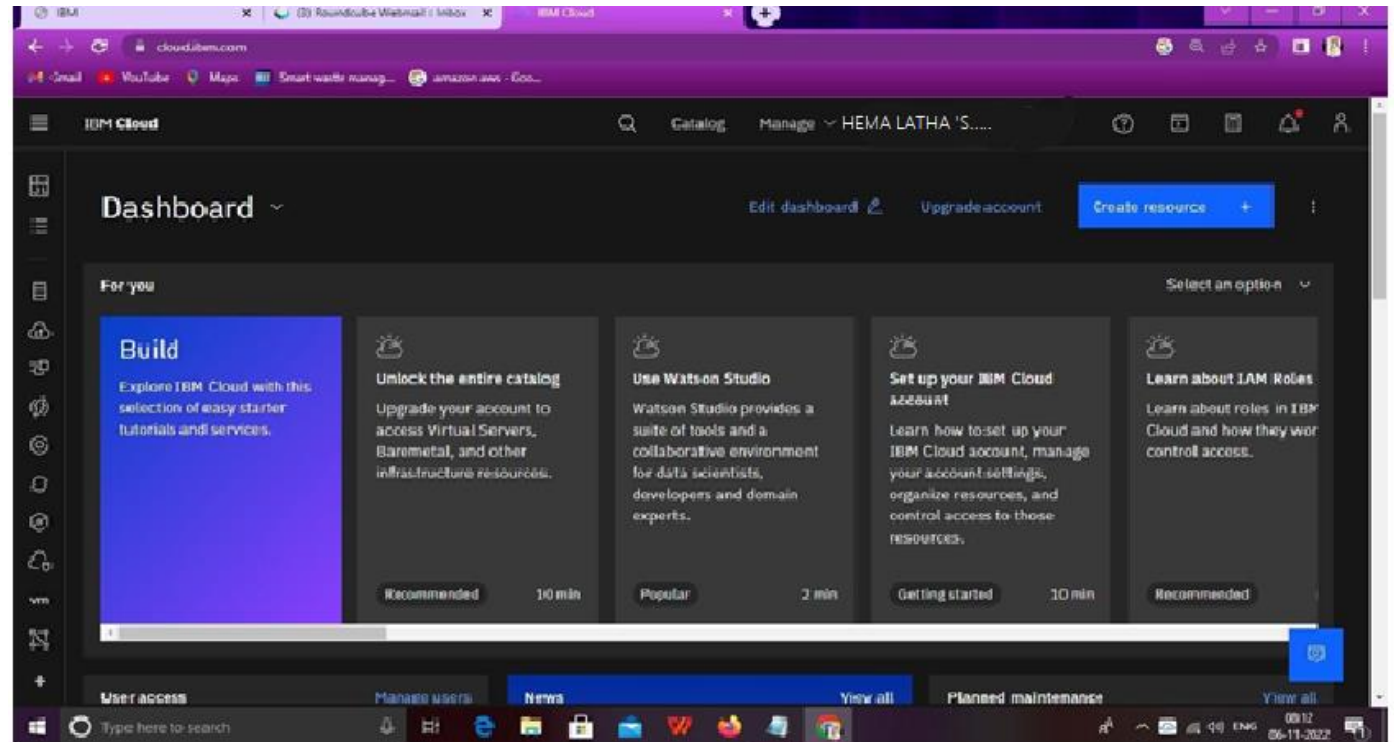 IBM
(3) Roundcube Webmail :: Inbox
IBM Cloud
cloud.ibm.com
Gmail YouTube Maps Smart waste manag... amazon aws - Goo...
IBM Cloud Catalog Manage HEMA LATHA 'S.....
Dashboard Edit dashboard Upgrade account Create resource +
For you Select an option
Build
Explore IBM Cloud with this
selection of easy starter
tutorials and services.
Unlock the entire catalog
Upgrade your account to
access Virtual Servers,
Baremetal, and other
infrastructure resources.
Recommended 10 min
Use Watson Studio
Watson Studio provides a
suite of tools and a
collaborative environment
for data scientists,
developers and domain
experts.
Popular 2 min
Set up your IBM Cloud
account
Learn how to set up your
IBM Cloud account, manage
your account settings,
organize resources, and
control access to those
resources.
Getting started 10 min
Learn about IAM Roles
Learn about roles in IBM
Cloud and how they wor
control access.
Recommended
User access Manage users
News View all
Planned maintenance View all
Type here to search
ENG
06-11-2022